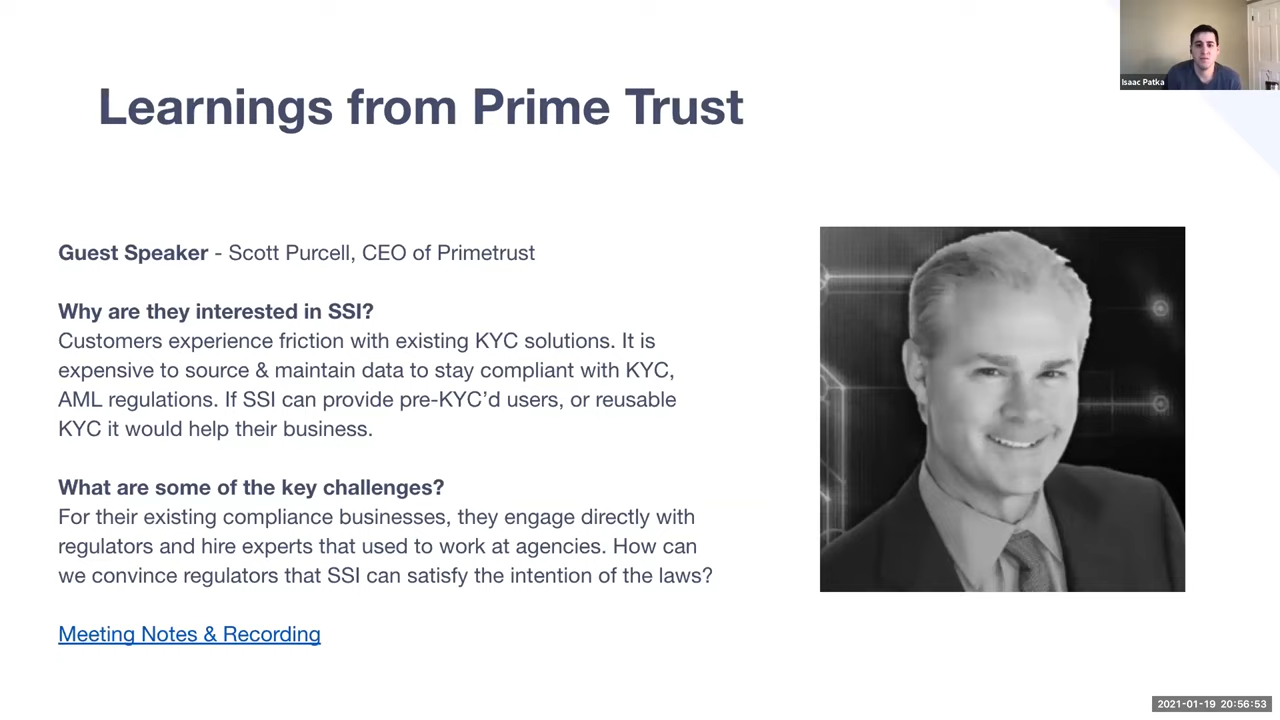 Isaac Patka
Learnings from Prime Trust
Guest Speaker - Scott Purcell, CEO of Primetrust
Why are they interested in SSI?
Customers experience friction with existing KYC solutions. It is
expensive to source & maintain data to stay compliant with KYC,
AML regulations. If SSI can provide pre-KYC’d users, or reusable
KYC it would help their business.
What are some of the key challenges?
For their existing compliance businesses, they engage directly with
regulators and hire experts that used to work at agencies. How can
we convince regulators that SSI can satisfy the intention of the laws?
Meeting Notes & Recording
2021-01-19 20:56:53